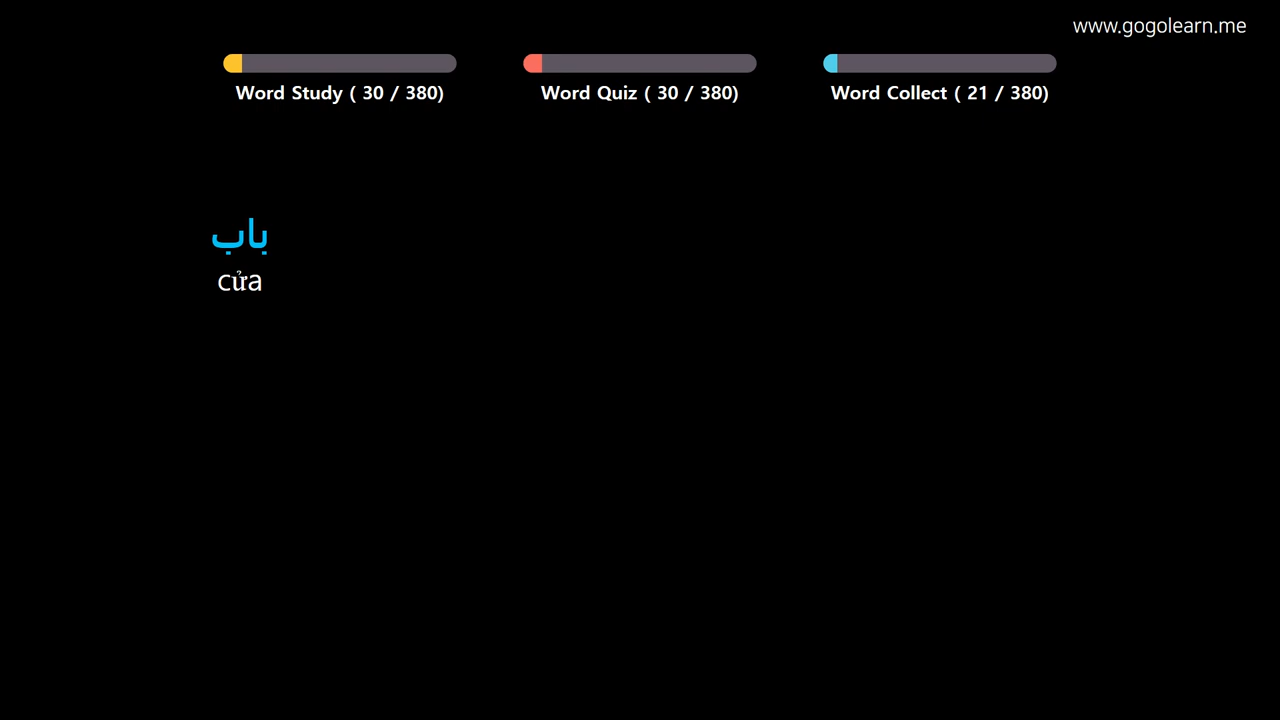 www.gogolearn.me
Word Study ( 30 / 380)
Word Quiz ( 30 / 380)
Word Collect ( 21 / 380)
باب
cửa